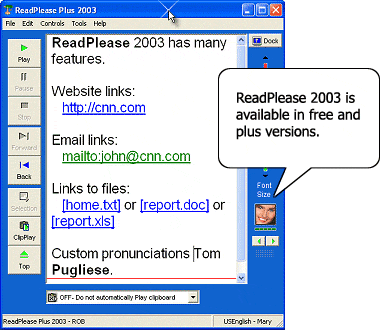 ReadPlease Plus 2003
File Edit Controls Tools Help
Play
Pause
Stop
Forward
Back
Selection
ClipPlay
Top
ReadPlease 2003 has many
features.
Website links:
http://cnn.com
Email links:
mailto:john@cnn.com
Links to files:
[home.txt] or [report.doc] or
[report.xls]
Custom pronunciations Tom
Pugliese.
Dock
ReadPlease 2003 is
available in free and
plus versions.
Font
Size
OFF- Do not automatically Play clipboard
ReadPlease Plus 2003 - ROB
USEnglish - Mary